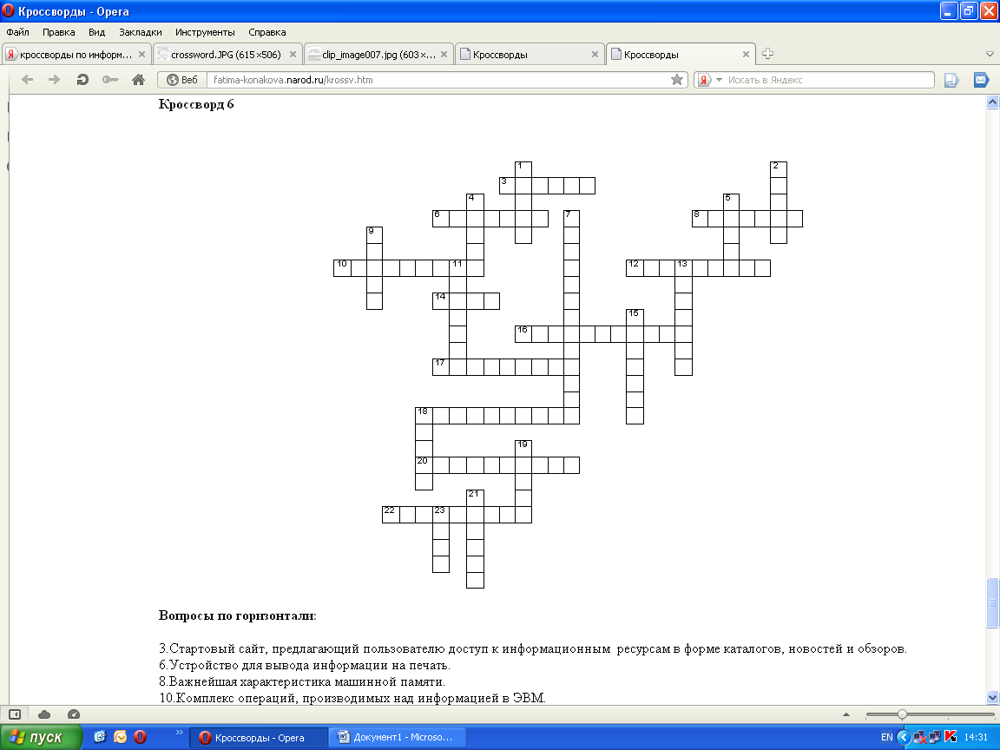 Кроссворды - Opera
Файл Правка Вид Закладки Инструменты Справка
кроссворды по информ... crossword.JPG (615×506) clip_image007.jpg (603×... Кроссворды Кроссворды
Веб fatima-konakova.narod.ru/krossv.htm Искать в Яндекс
Кроссворд 6
1 2
3
4 5
6 7 8
9
10 11 12 13
14
15
16
17
18
19
20
21
22 23
Вопросы по горизонтали:
3.Стартовый сайт, предлагающий пользователю доступ к информационным ресурсам в форме каталогов, новостей и обзоров.
6.Устройство для вывода информации на печать.
8.Важнейшая характеристика машинной памяти.
10.Комплекс операций, производимых над информацией в ЭВМ.
пуск Кроссворды - Opera Документ1 - Microso... EN 14:31